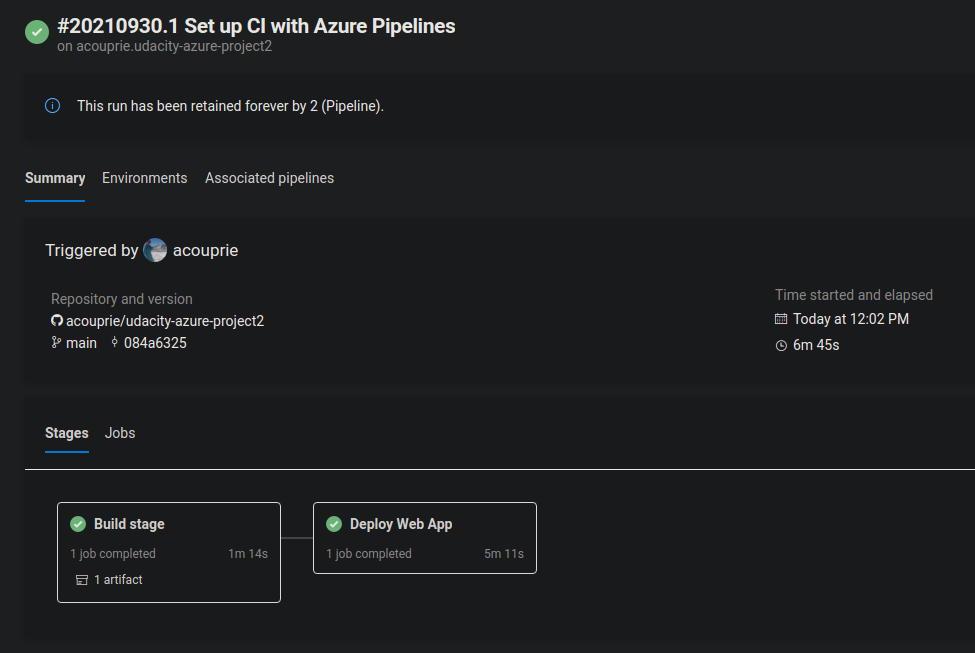 #20210930.1 Set up CI with Azure Pipelines
on acouprie.udacity-azure-project2
This run has been retained forever by 2 (Pipeline).
Summary Environments Associated pipelines
Triggered by acouprie
Repository and version
acouprie/udacity-azure-project2
main 084a6325
Time started and elapsed
Today at 12:02 PM
6m 45s
Stages Jobs
Build stage
1 job completed 1m 14s
1 artifact
Deploy Web App
1 job completed 5m 11s